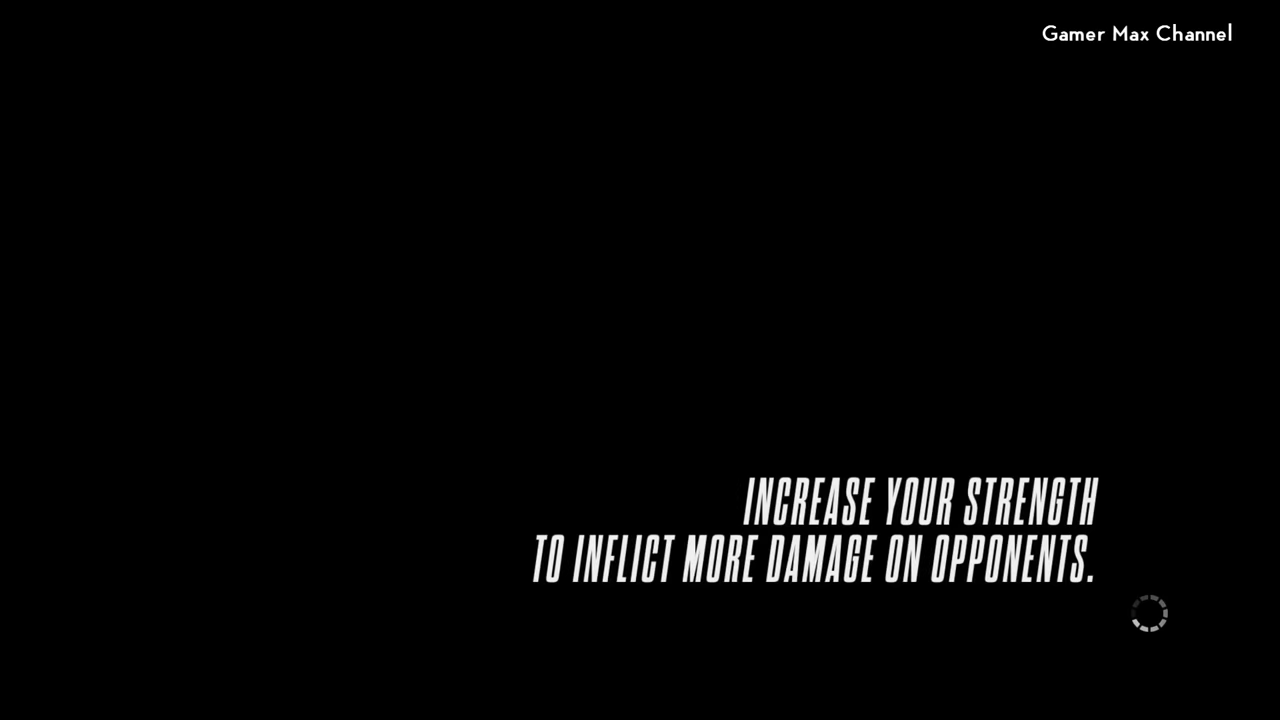 Gamer Max Channel
INCREASE YOUR STRENGTH
TO INFLICT MORE DAMAGE ON OPPONENTS.